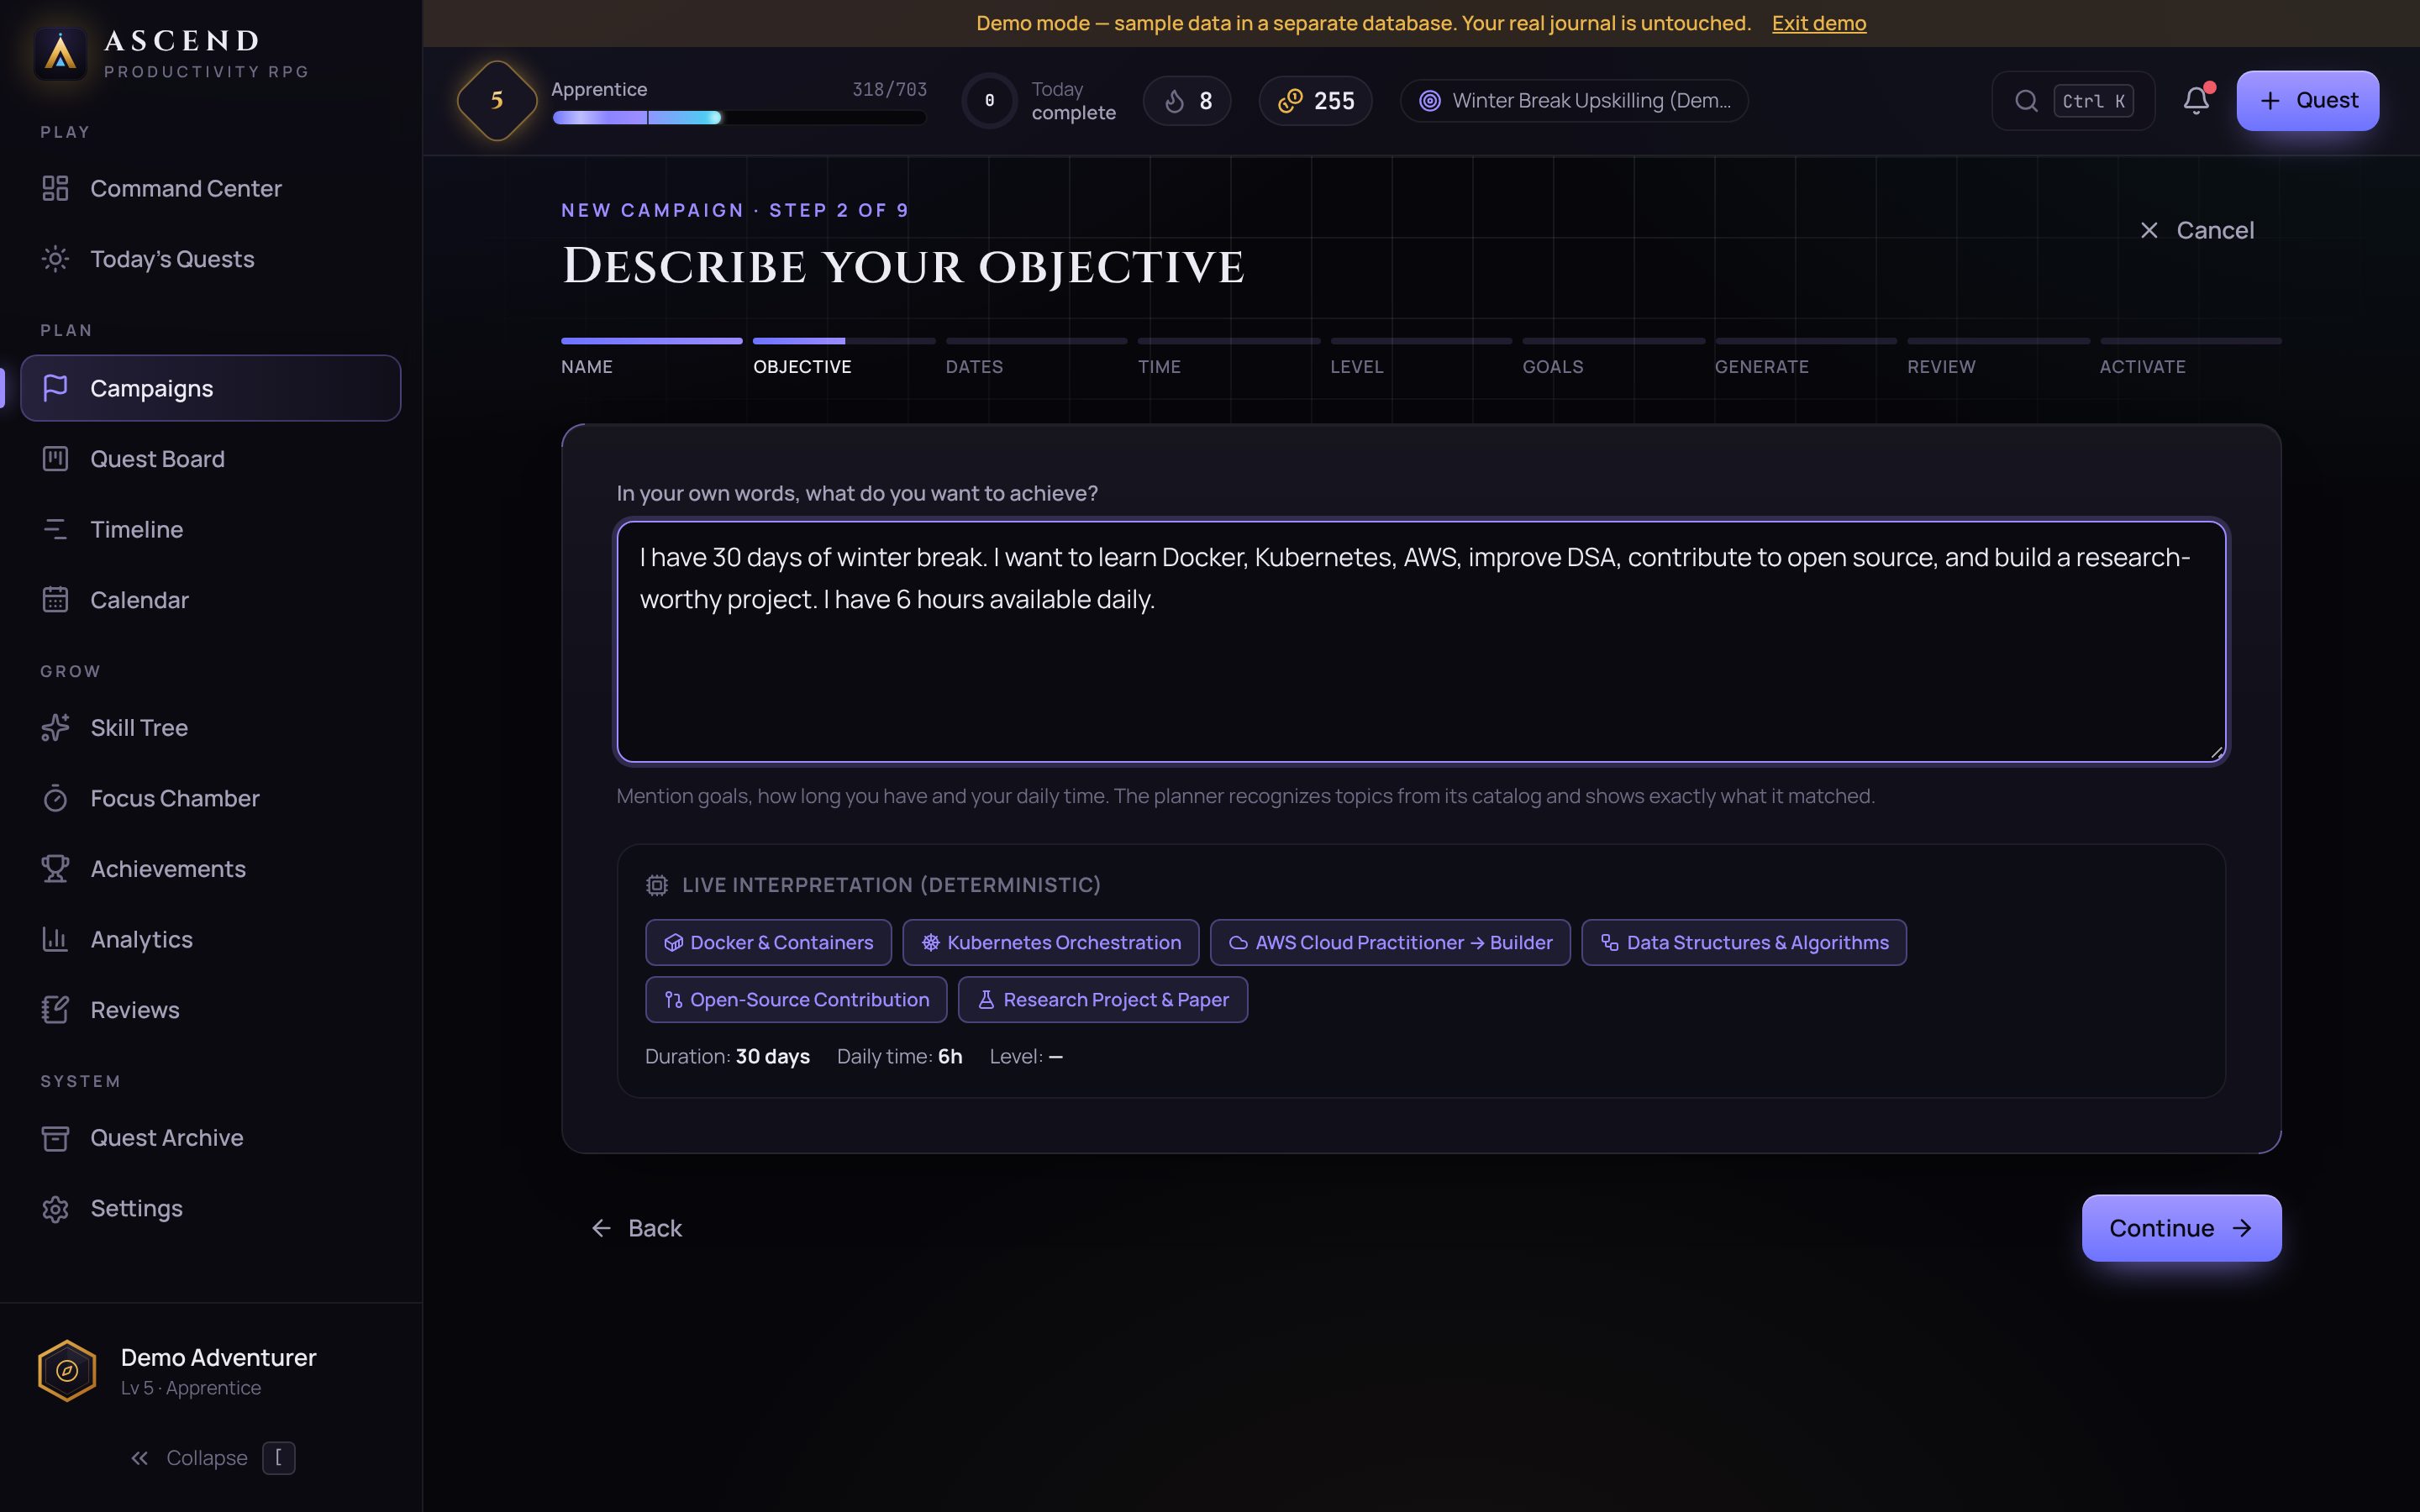 ASCEND
PRODUCTIVITY RPG
PLAY
Command Center
Today's Quests
PLAN
Campaigns
Quest Board
Timeline
Calendar
GROW
Skill Tree
Focus Chamber
Achievements
Analytics
Reviews
SYSTEM
Quest Archive
Settings
Demo Adventurer
Lv 5 · Apprentice
Collapse [
Demo mode — sample data in a separate database. Your real journal is untouched. Exit demo
5
Apprentice 318/703
0
Today
complete
8
255
Winter Break Upskilling (Dem...
Ctrl K
Quest
NEW CAMPAIGN · STEP 2 OF 9
DESCRIBE YOUR OBJECTIVE
Cancel
NAME OBJECTIVE DATES TIME LEVEL GOALS GENERATE REVIEW ACTIVATE
In your own words, what do you want to achieve?
I have 30 days of winter break. I want to learn Docker, Kubernetes, AWS, improve DSA, contribute to open source, and build a research-
worthy project. I have 6 hours available daily.
Mention goals, how long you have and your daily time. The planner recognizes topics from its catalog and shows exactly what it matched.
LIVE INTERPRETATION (DETERMINISTIC)
Docker & Containers Kubernetes Orchestration AWS Cloud Practitioner → Builder Data Structures & Algorithms
Open-Source Contribution Research Project & Paper
Duration: 30 days Daily time: 6h Level: —
Back
Continue